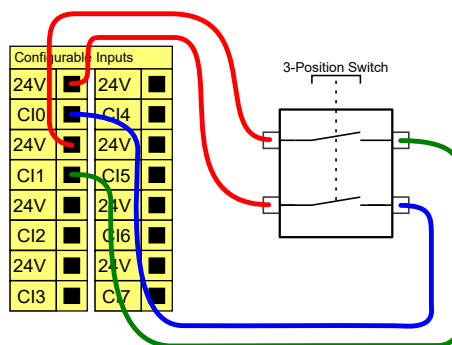 Configurable Inputs
24V 24V
CI0 CI4
24V 24V
CI1 CI5
24V 24V
CI2 CI6
24V 24V
CI3 CI7
3-Position Switch